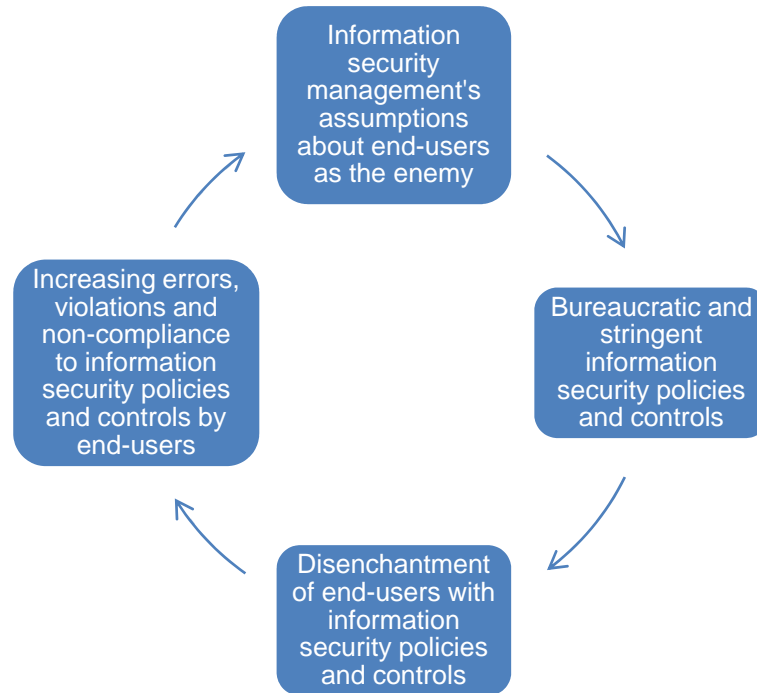 Information
security
management's
assumptions
about end-users
as the enemy
Bureaucratic and
stringent
information
security policies
and controls
Disenchantment
of end-users with
information
security policies
and controls
Increasing errors,
violations and
non-compliance
to information
security policies
and controls by
end-users